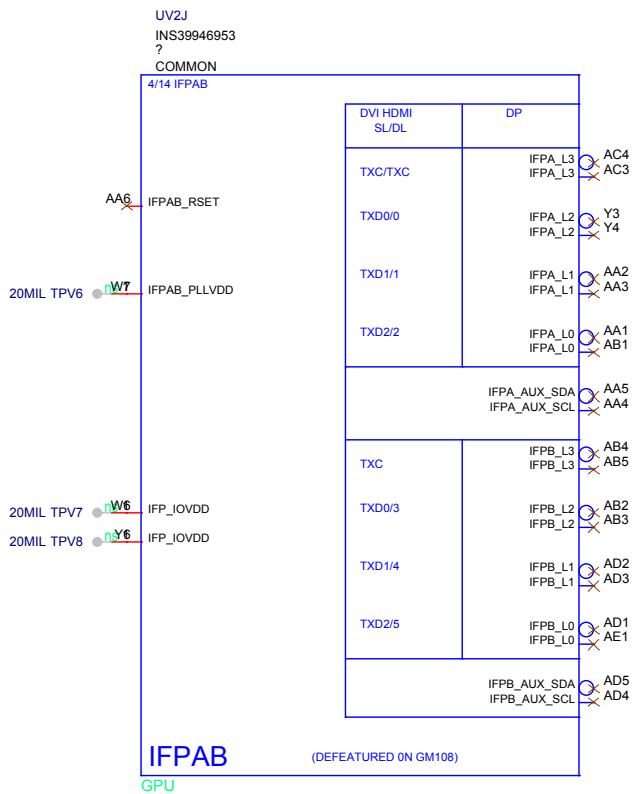 UV2J
INS39946953
?
COMMON
4/14 IFPAB
DVI HDMI
SL/DL
DP
TXC/TXC
IFPA_L3 AC4
IFPA_L3 AC3
AA6 IFPAB_RSET
TXD0/0
IFPA_L2 Y3
IFPA_L2 Y4
20MIL TPV6 W7 IFPAB_PLLVDD
TXD1/1
IFPA_L1 AA2
IFPA_L1 AA3
TXD2/2
IFPA_L0 AA1
IFPA_L0 AB1
IFPA_AUX_SDA AA5
IFPA_AUX_SCL AA4
TXC
IFPB_L3 AB4
IFPB_L3 AB5
20MIL TPV7 W6 IFP_IOVDD
TXD0/3
IFPB_L2 AB2
IFPB_L2 AB3
20MIL TPV8 Y6 IFP_IOVDD
TXD1/4
IFPB_L1 AD2
IFPB_L1 AD3
TXD2/5
IFPB_L0 AD1
IFPB_L0 AE1
IFPB_AUX_SDA AD5
IFPB_AUX_SCL AD4
IFPAB
(DEFEATURED 0N GM108)
GPU